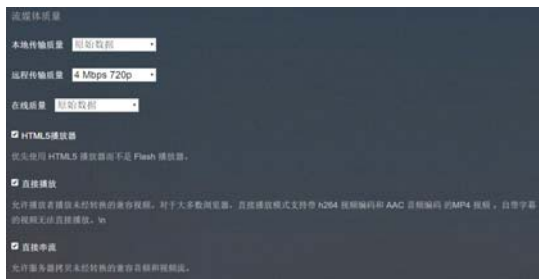 流媒体质量
本地传输质量 原始数据
远程传输质量 4 Mbps 720p
在线质量 原始数据
HTML5播放器
优先使用 HTML5 播放器而不是 Flash 播放器。
直接播放
允许播放者播放未经转换的兼容视频。对于大多数浏览器，直接播放模式支持带 h264 视频编码和 AAC 音频编码 的MP4 视频，自带字幕
的视频无法直接播放。\n
直接串流
允许服务器拷贝未经转换的兼容音频和视频流。